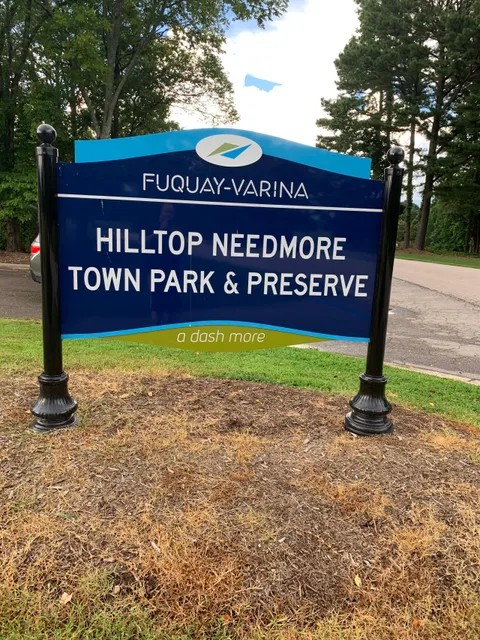 FUQUAY-VARINA
HILLTOP NEEDMORE
TOWN PARK & PRESERVE
a dash more